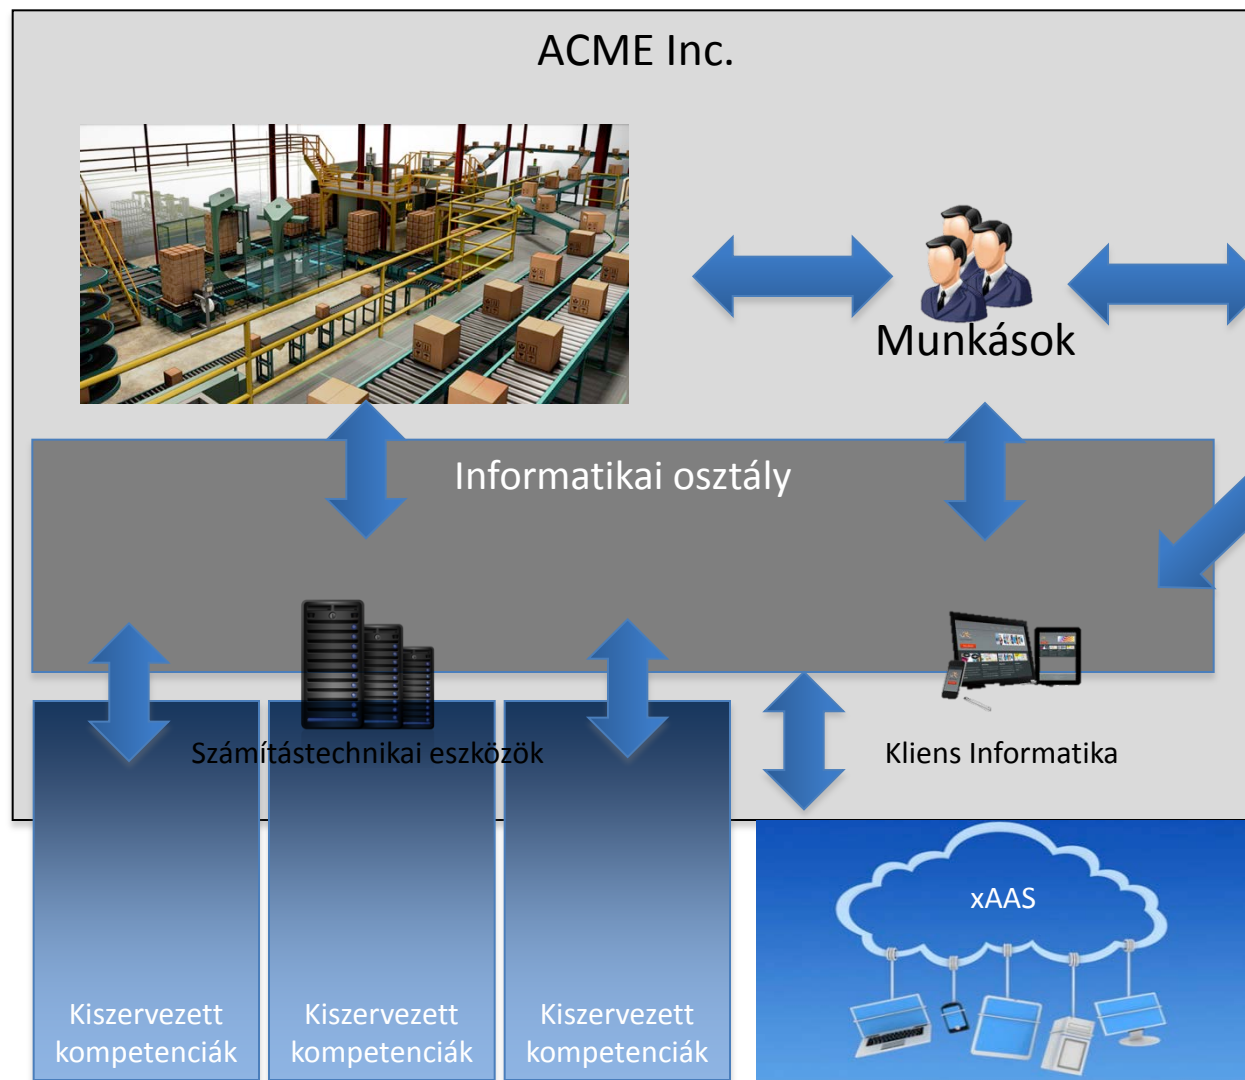 ACME Inc.
Munkások
Informatikai osztály
Számítástechnikai eszközök
Kliens Informatika
xAAS
Kiszervezett
kompetenciák
Kiszervezett
kompetenciák
Kiszervezett
kompetenciák